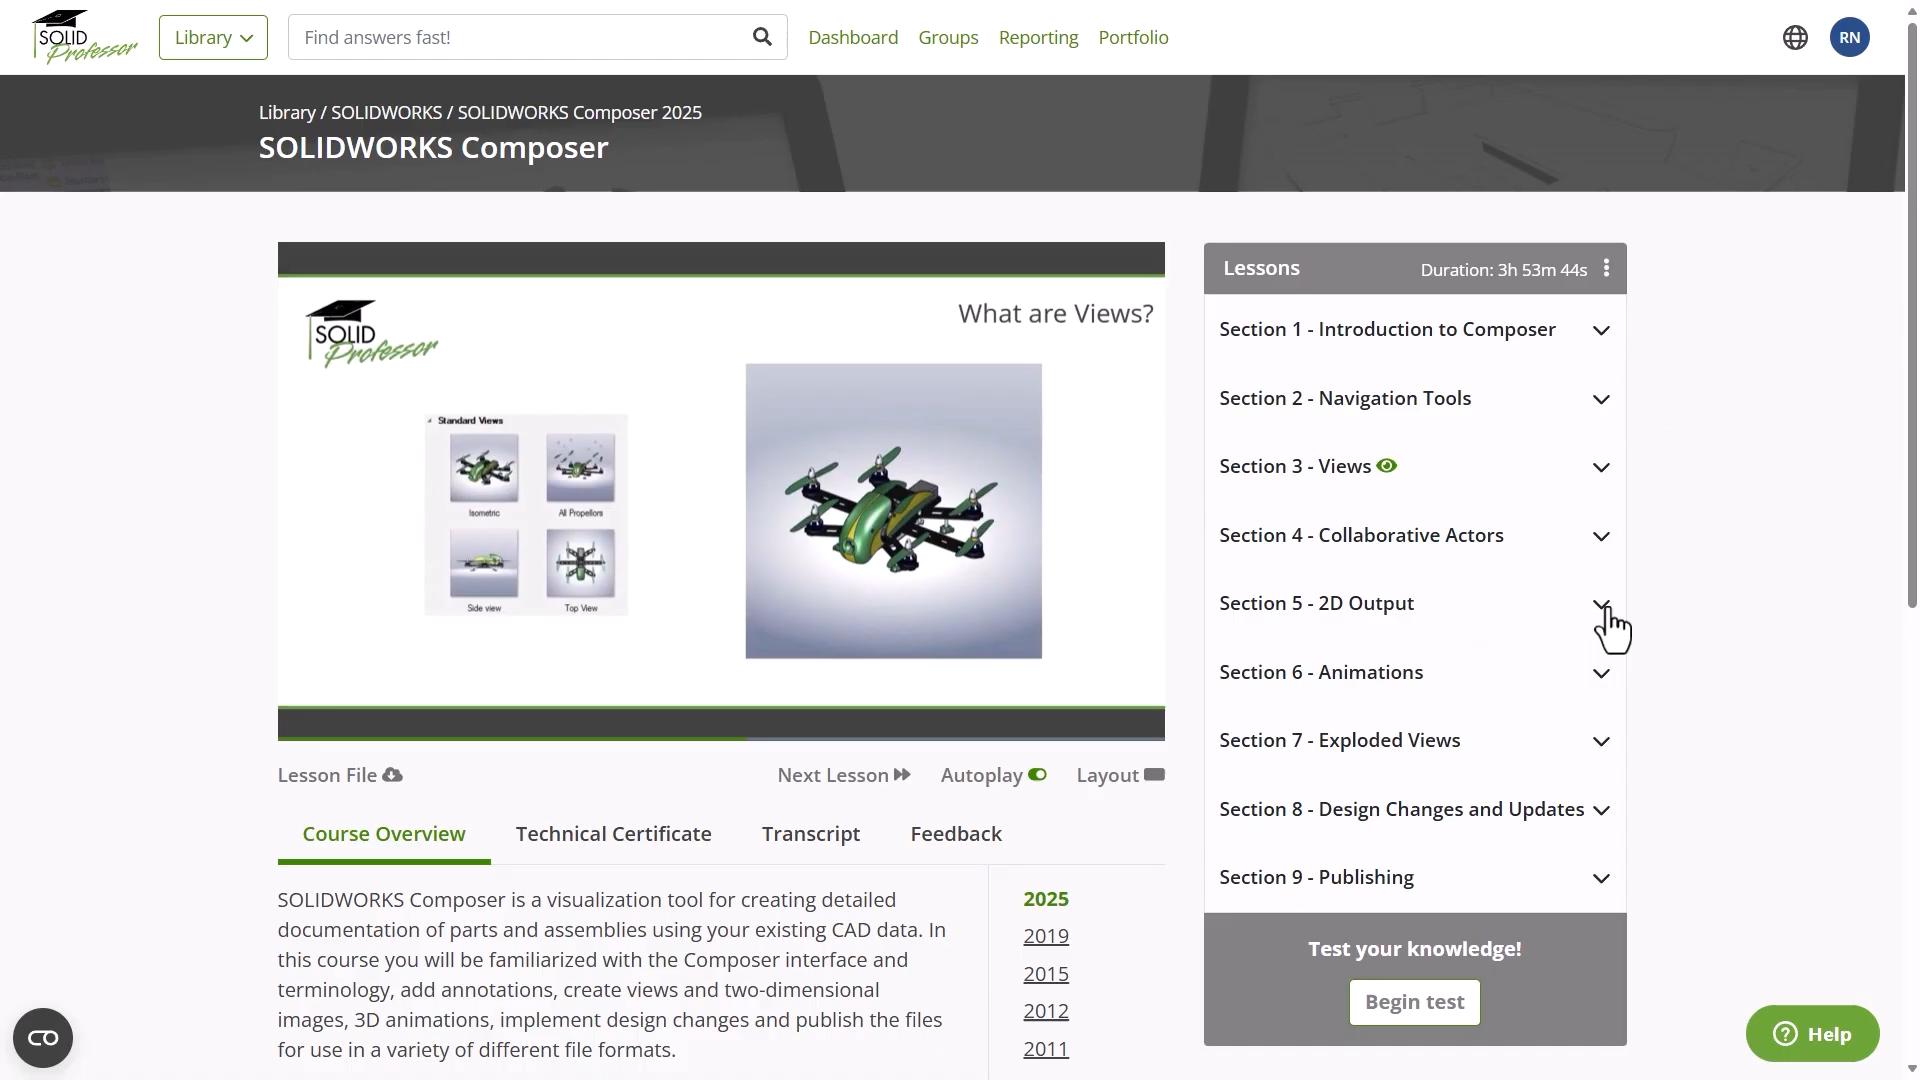 SOLID
Professor
Library
Find answers fast!
Dashboard
Groups
Reporting
Portfolio
RN
Library / SOLIDWORKS / SOLIDWORKS Composer 2025
SOLIDWORKS Composer
SOLID
Professor
What are Views?
Standard Views
Isometric
All Propellors
Side view
Top View
Lesson File
Next Lesson
Autoplay
Layout
Course Overview
Technical Certificate
Transcript
Feedback
SOLIDWORKS Composer is a visualization tool for creating detailed
documentation of parts and assemblies using your existing CAD data. In
this course you will be familiarized with the Composer interface and
terminology, add annotations, create views and two-dimensional
images, 3D animations, implement design changes and publish the files
for use in a variety of different file formats.
2025
2019
2015
2012
2011
Lessons
Duration: 3h 53m 44s
Section 1 - Introduction to Composer
Section 2 - Navigation Tools
Section 3 - Views
Section 4 - Collaborative Actors
Section 5 - 2D Output
Section 6 - Animations
Section 7 - Exploded Views
Section 8 - Design Changes and Updates
Section 9 - Publishing
Test your knowledge!
Begin test
Help